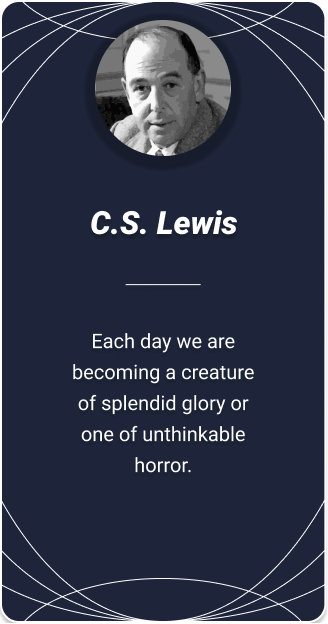 C.S. Lewis
Each day we are
becoming a creature
of splendid glory or
one of unthinkable
horror.